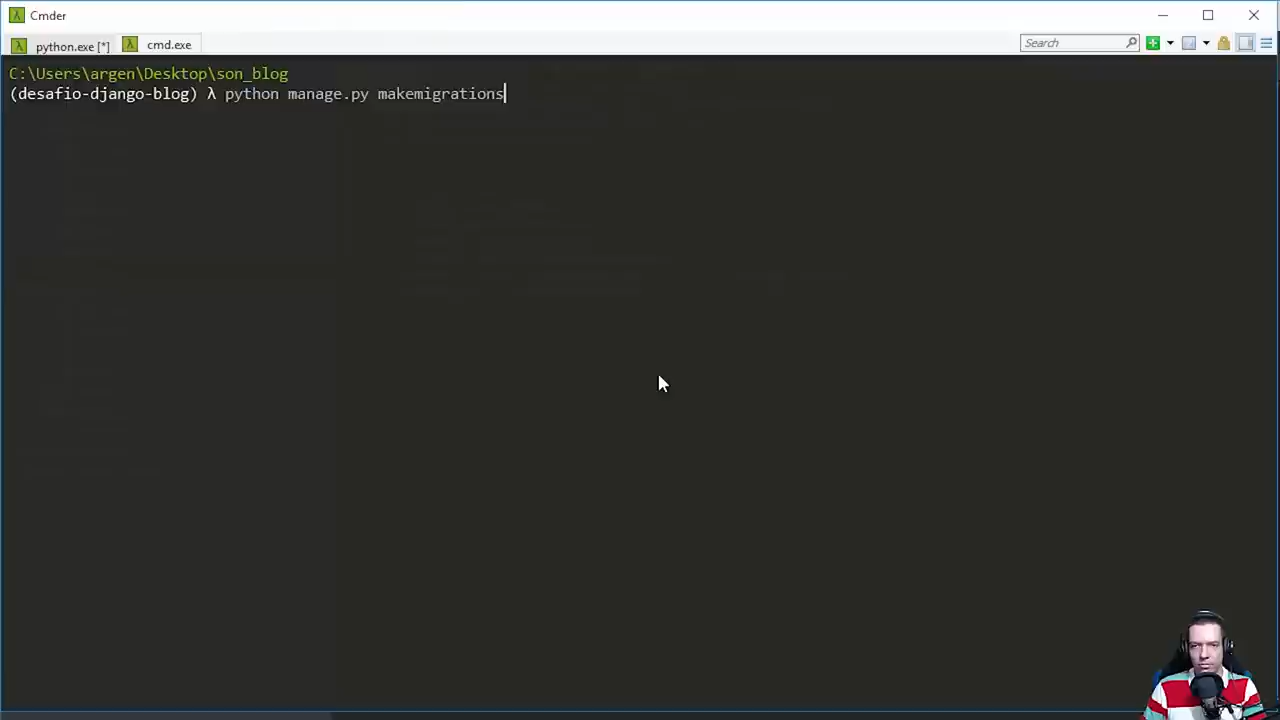 Cmder
python.exe [*]
cmd.exe
Search
C:\Users\argen\Desktop\son_blog
(desafio-django-blog) λ python manage.py makemigrations